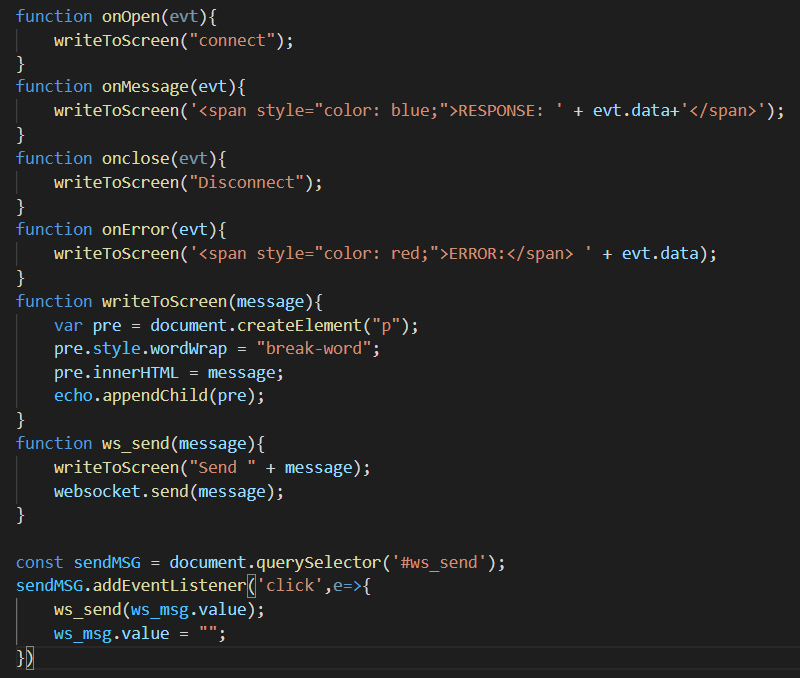 function onOpen(evt){
    writeToScreen("connect");
}
function onMessage(evt){
    writeToScreen('<span style="color: blue;">RESPONSE: ' + evt.data+'</span>');
}
function onclose(evt){
    writeToScreen("Disconnect");
}
function onError(evt){
    writeToScreen('<span style="color: red;">ERROR:</span> ' + evt.data);
}
function writeToScreen(message){
    var pre = document.createElement("p");
    pre.style.wordWrap = "break-word";
    pre.innerHTML = message;
    echo.appendChild(pre);
}
function ws_send(message){
    writeToScreen("Send " + message);
    websocket.send(message);
}

const sendMSG = document.querySelector('#ws_send');
sendMSG.addEventListener('click',e=>{
    ws_send(ws_msg.value);
    ws_msg.value = "";
})